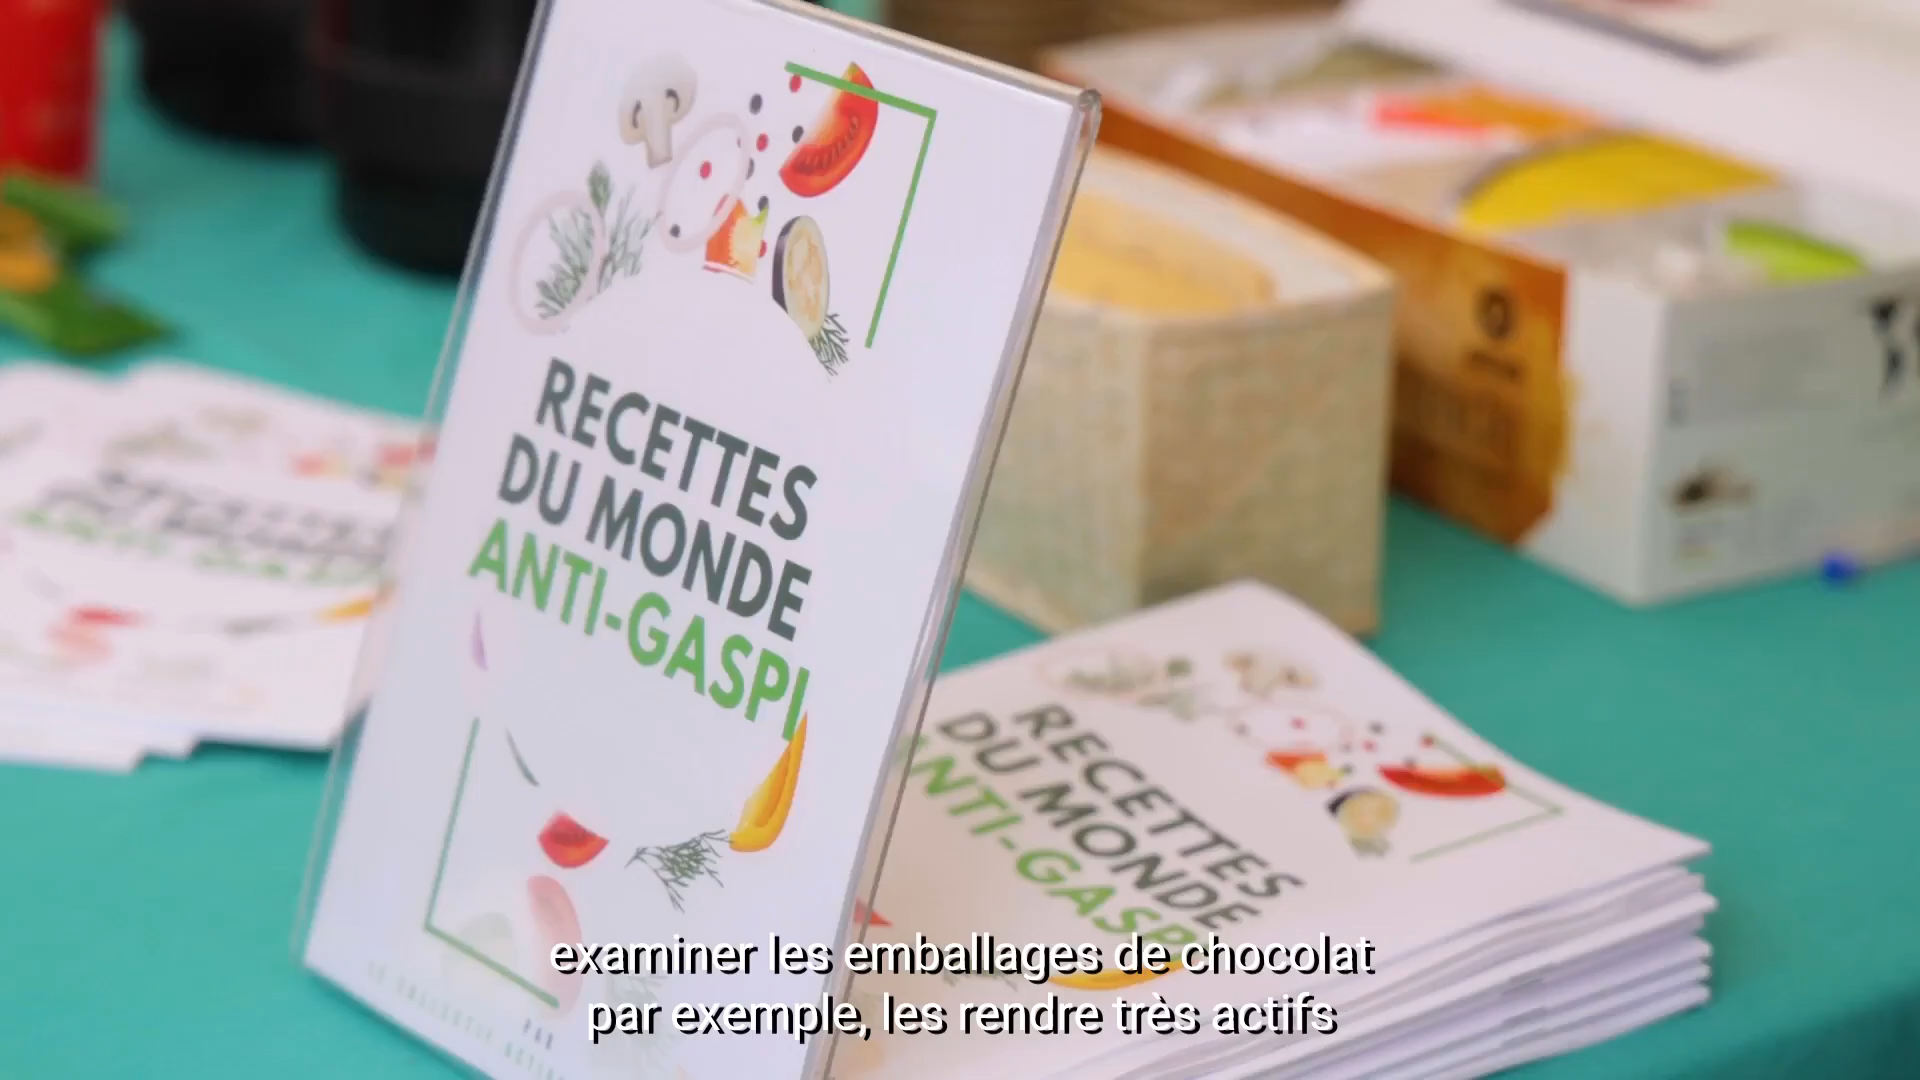 RECETTES
DU MONDE
ANTI-GASPI
PAR
RECETTES
DU MONDE
ANTI-GASPI
examiner les emballages de chocolat
par exemple, les rendre très actifs